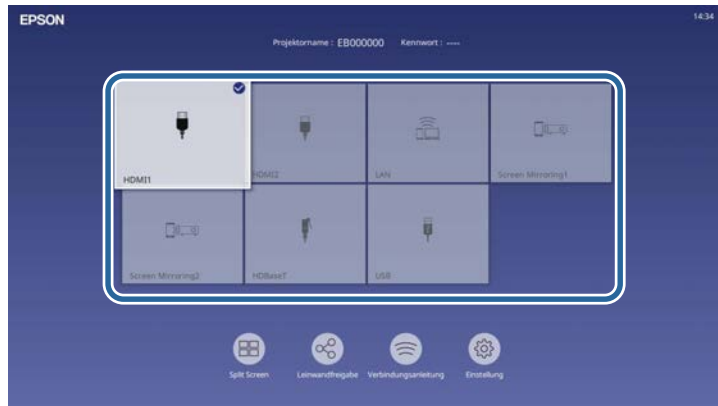 EPSON
14:34
Projektorname : EB000000 Kennwort : ----
HDMI1
HDMI2
LAN
Screen Mirroring1
Screen Mirroring2
HDBaseT
USB
Split Screen
Leinwandfreigabe
Verbindungsanleitung
Einstellung